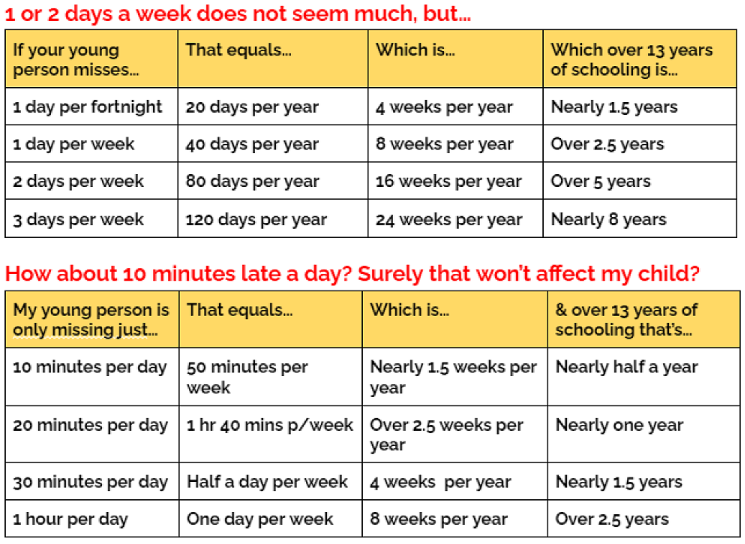 1 or 2 days a week does not seem much, but...
If your young That equals... Which is... Which over 13 years
person misses... of schooling is...
1 day per fortnight 20 days per year 4 weeks per year Nearly 1.5 years
1 day per week 40 days per year 8 weeks per year Over 2.5 years
2 days per week 80 days per year 16 weeks per year Over 5 years
3 days per week 120 days per year 24 weeks per year Nearly 8 years
How about 10 minutes late a day? Surely that won't affect my child?
My young person is That equals... Which is... & over 13 years of
only missing just... schooling that's...
10 minutes per day 50 minutes per Nearly 1.5 weeks per Nearly half a year
week year
20 minutes per day 1 hr 40 mins p/week Over 2.5 weeks per Nearly one year
year
30 minutes per day Half a day per week 4 weeks per year Nearly 1.5 years
1 hour per day One day per week 8 weeks per year Over 2.5 years